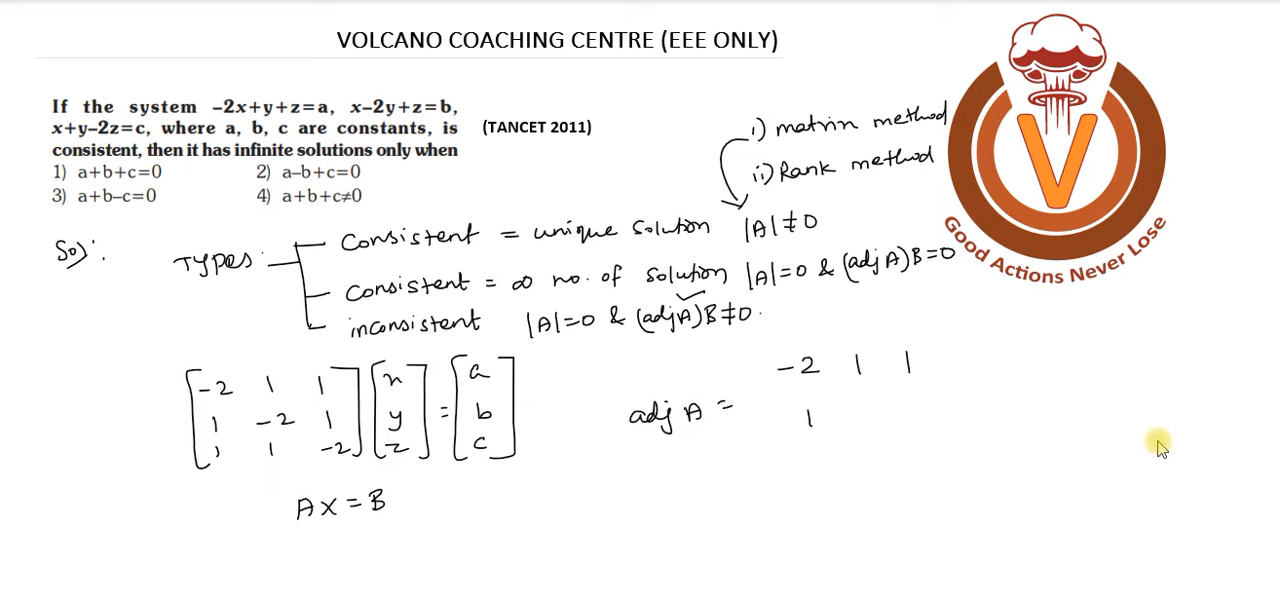 VOLCANO COACHING CENTRE (EEE ONLY)
If the system -2x+y+z=a, x-2y+z=b,
x+y-2z=c, where a, b, c are constants, is (TANCET 2011)
consistent, then it has infinite solutions only when
1) a+b+c=0 2) a-b+c=0
3) a+b-c=0 4) a+b+c≠0
i) matrix method
ii) Rank method
V
Good Actions Never Lose
Sol:
Types:
Consistent = unique solution |A|≠0
Consistent = ∞ no. of solution |A|=0 & (adj A)B=0
inconsistent |A|=0 & (adj A)B≠0.
[-2 1 1] [x] [a]
[1 -2 1] [y] = [b]
[1 1 -2] [z] [c]
AX = B
adj A =
-2 1 1
1